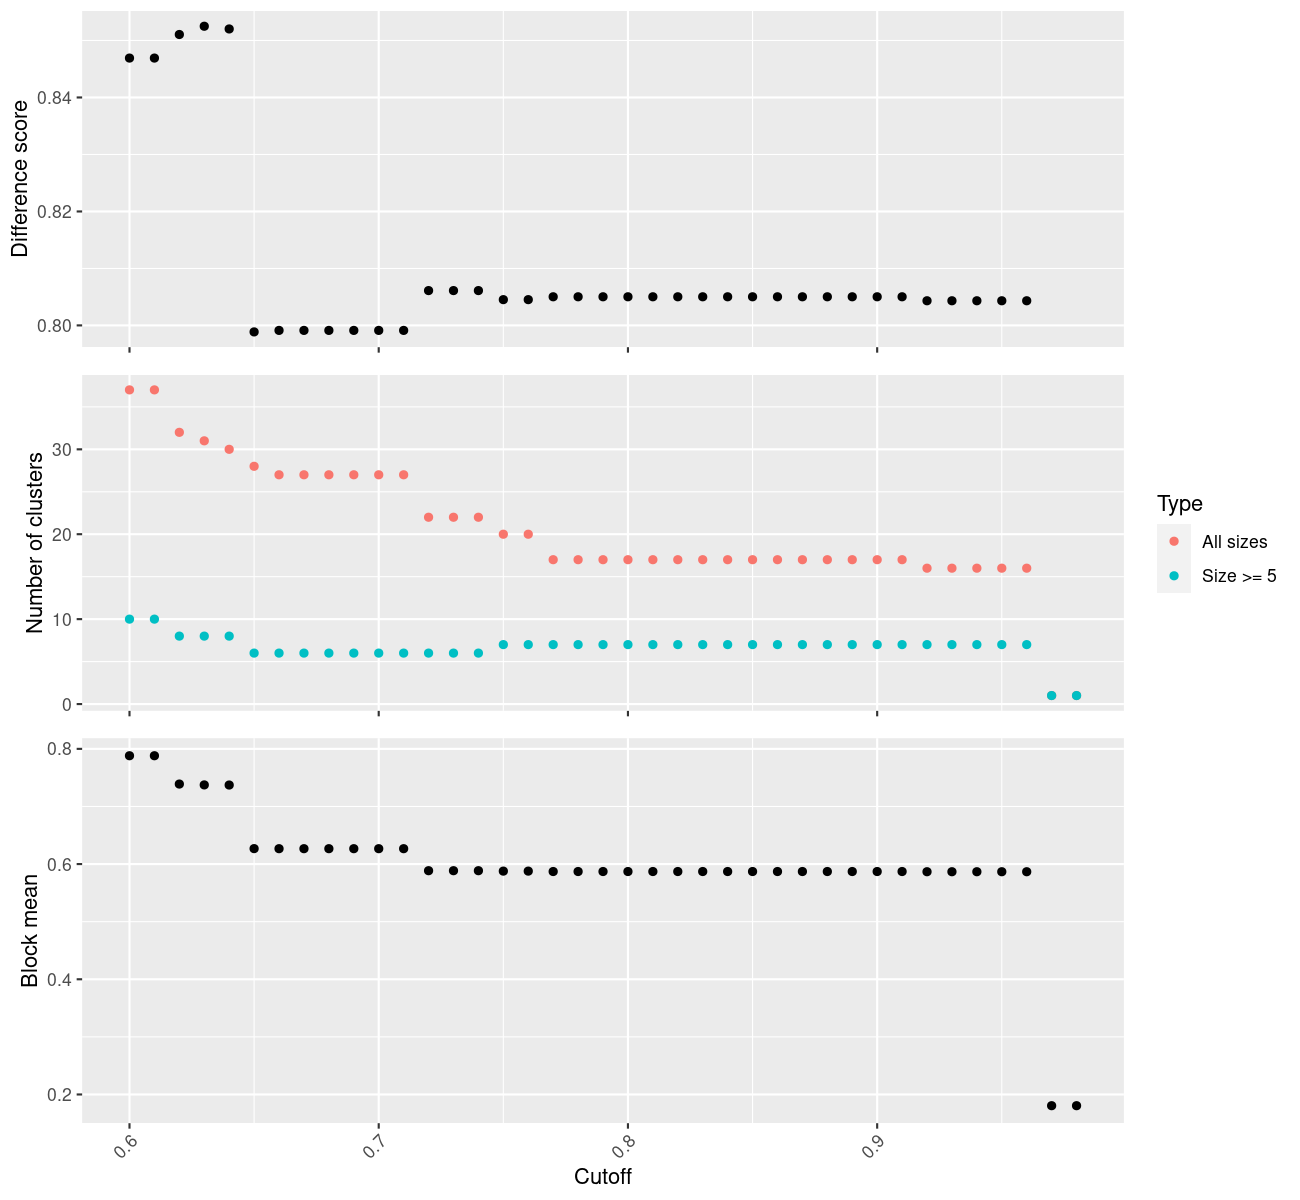 Difference score
0.84
0.82
0.80
Number of clusters
30
20
10
0
Type
All sizes
Size >= 5
Block mean
0.8
0.6
0.4
0.2
0.6 0.7 0.8 0.9
Cutoff